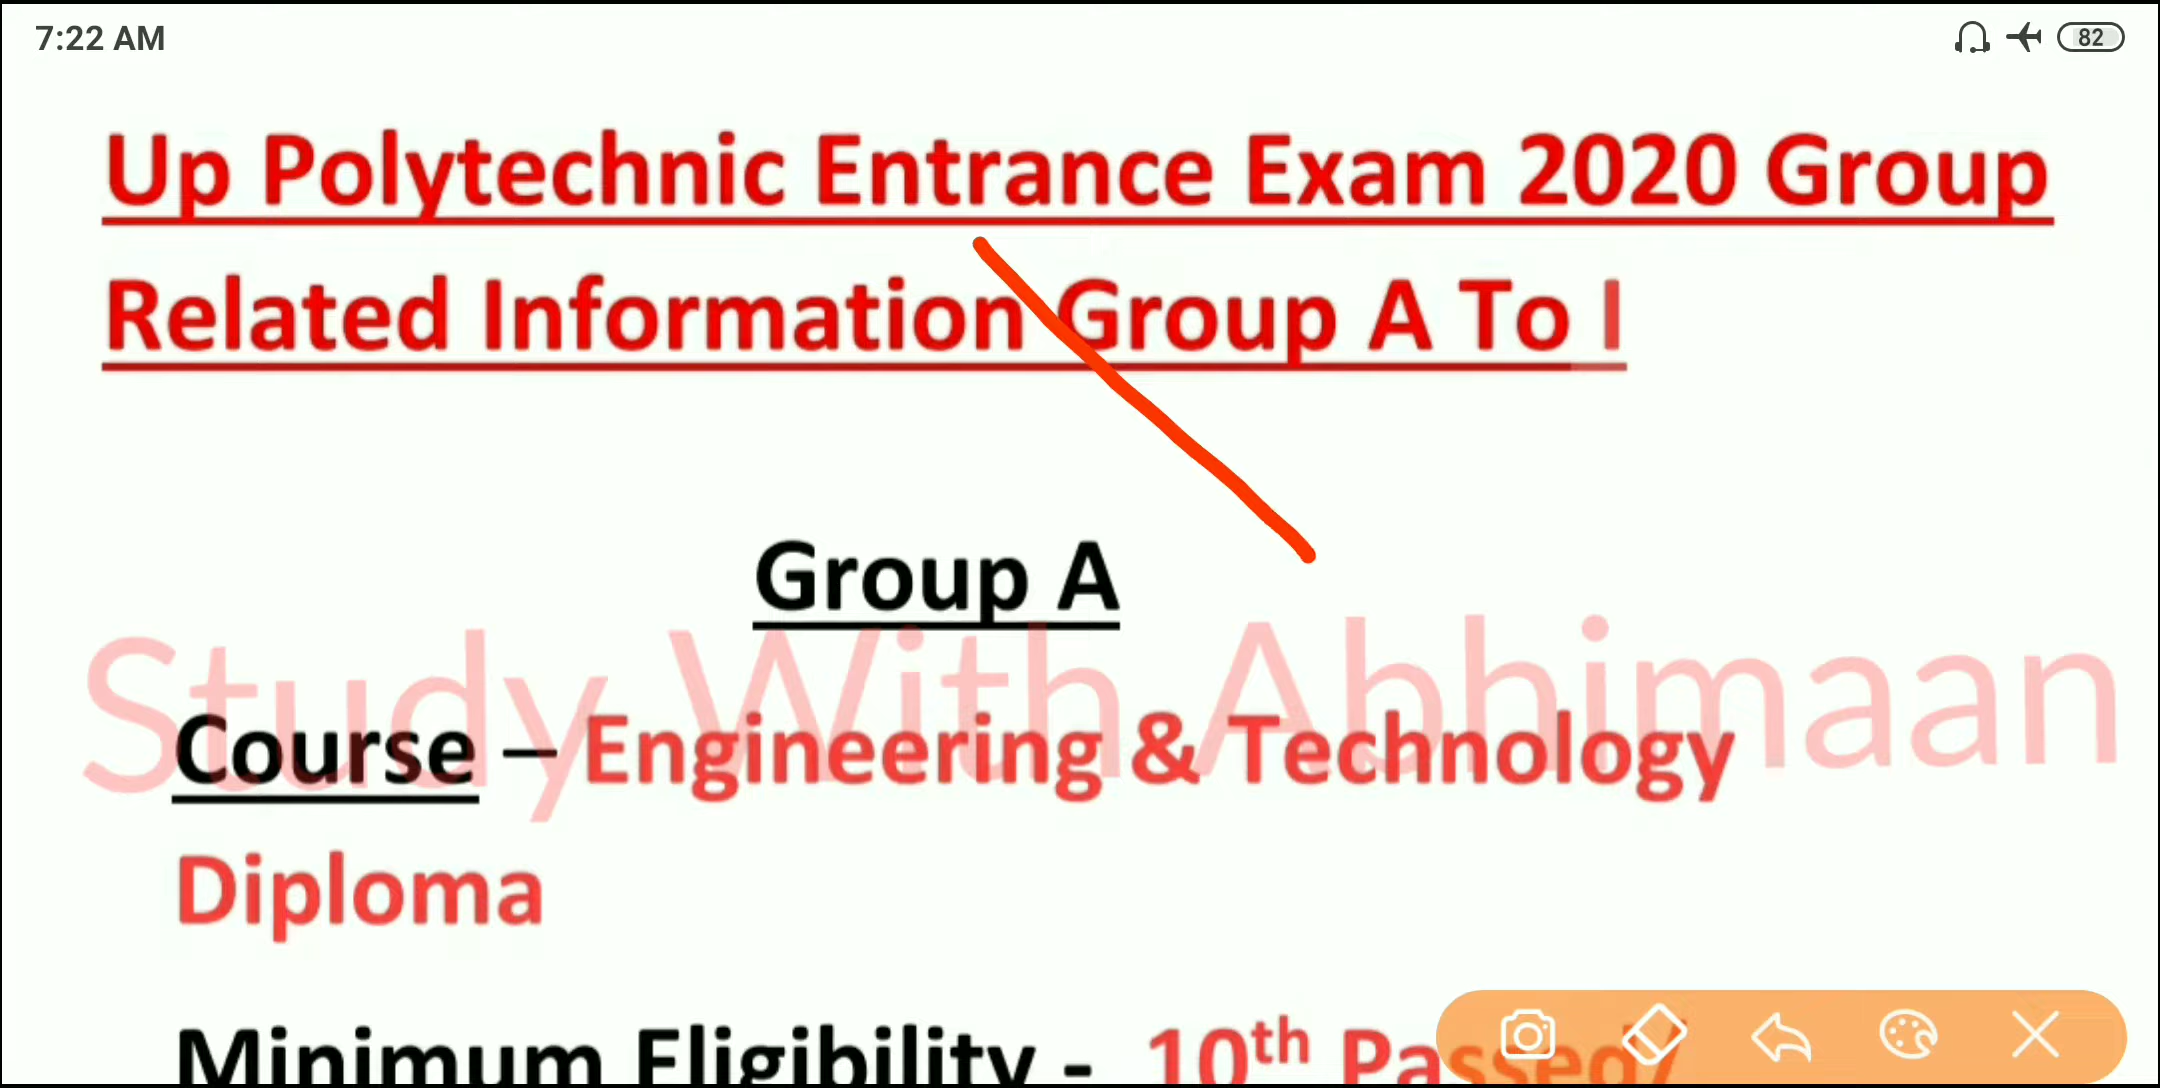 7:22 AM
82
Up Polytechnic Entrance Exam 2020 Group
Related Information Group A To I
Group A
Study With Abhimaan
Course – Engineering & Technology
Diploma
Minimum Eligibility - 10th Passed/